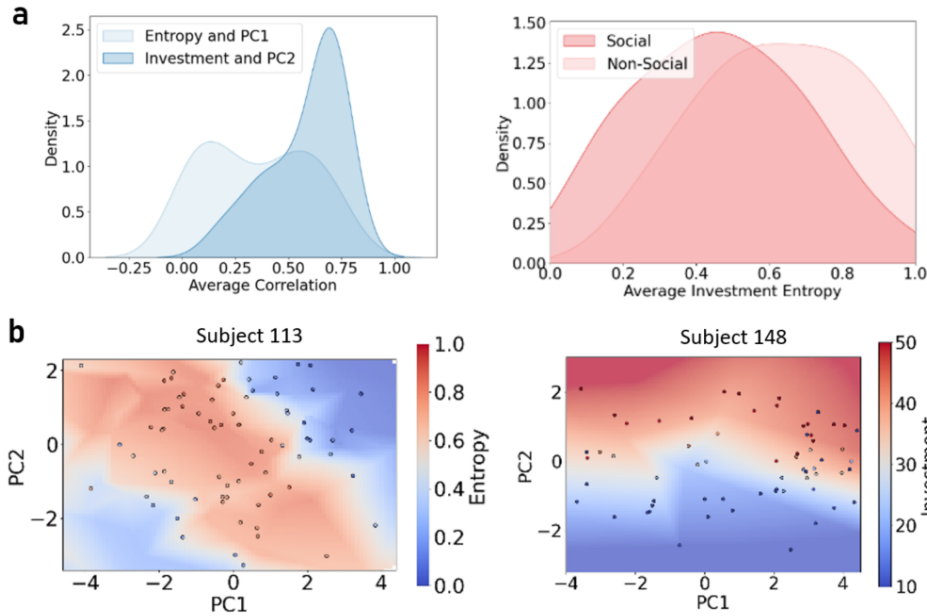 a
2.5
2.0
1.5
1.0
0.5
0.0
Density
Entropy and PC1
Investment and PC2
−0.25 0.00 0.25 0.50 0.75 1.00
Average Correlation
1.50
1.25
1.00
0.75
0.50
0.25
0.00
Density
Social
Non-Social
0.0 0.2 0.4 0.6 0.8 1.0
Average Investment Entropy
b
Subject 113
2
0
−2
PC2
−4 −2 0 2 4
PC1
1.0
0.8
0.6
0.4
0.2
0.0
Entropy
Subject 148
2
0
−2
PC2
−4 −2 0 2 4
PC1
50
40
30
20
10
Investment